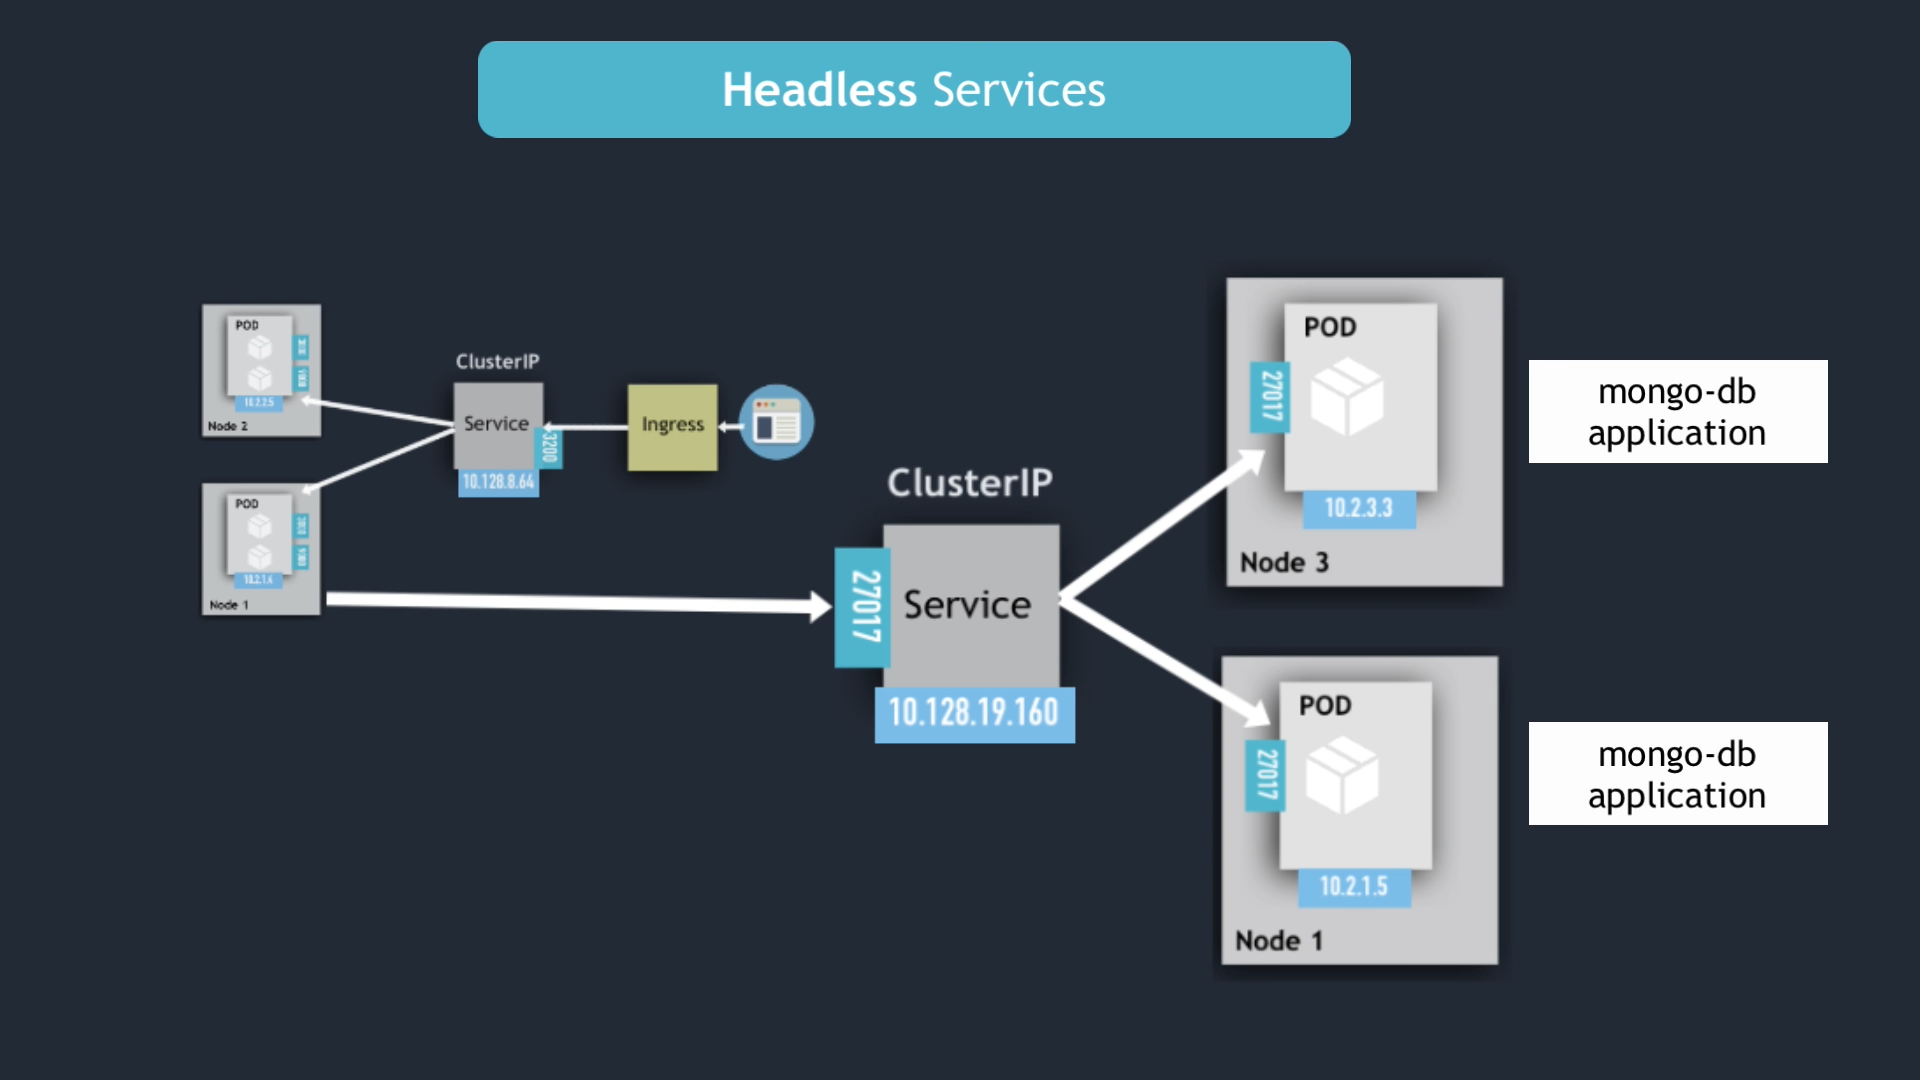 Headless Services
POD
10.2.2.5
Node 2
POD
10.2.1.4
Node 1
ClusterIP
Service
3200
10.128.8.64
Ingress
ClusterIP
27017
Service
10.128.19.160
POD
27017
10.2.3.3
Node 3
mongo-db
application
POD
27017
10.2.1.5
Node 1
mongo-db
application